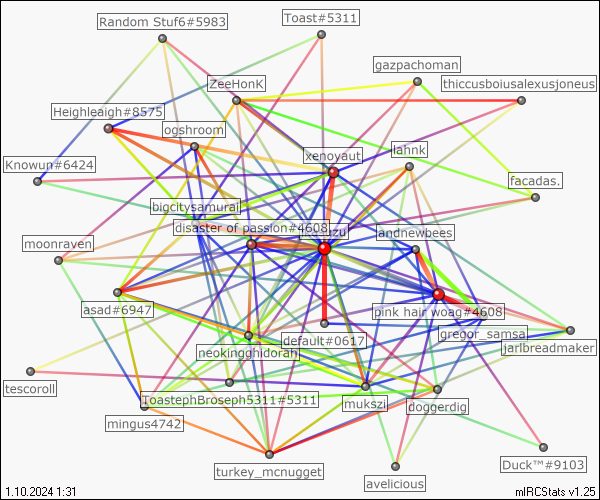 Random Stuf6#5983
Toast#5311
gazpachoman
ZeeHonK
thiccusboiusalexusjoneus
Heighleaigh#8575
ogshroom
xenoyaut
lahnk
Knowun#6424
facadas.
bigcitysamurai
disaster of passion#4608
zu
andnewbees
moonraven
asad#6947
pink hair woag#4608
gregor_samsa
default#0617
jarlbreadmaker
neokingghidorah
tescoroll
ToastephBroseph5311#5311
mukszi
doggerdig
mingus4742
turkey_mcnugget
avelicious
Duck™#9103
1.10.2024 1:31
mIRCStats v1.25